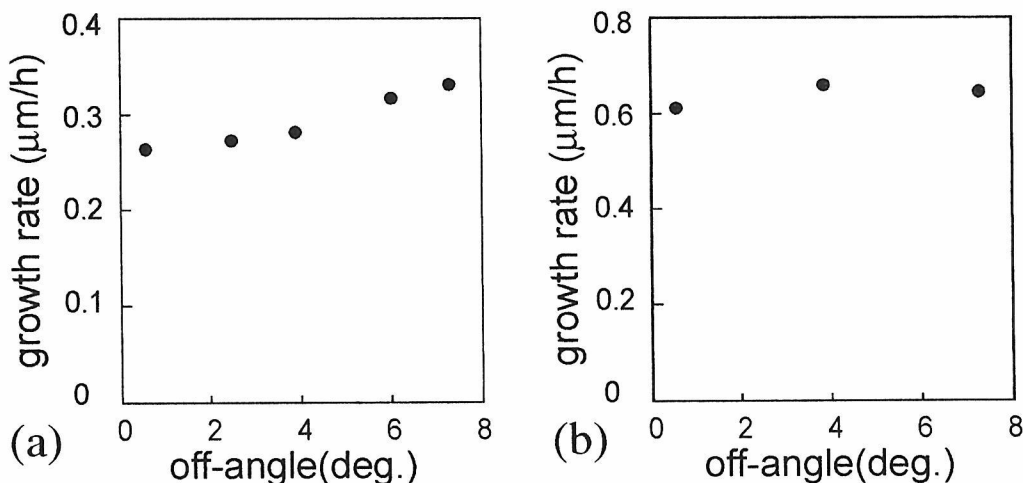 0.4
0.3
0.2
0.1
0
growth rate (μm/h)
0 2 4 6 8
off-angle(deg.)
(a)
0.8
0.6
0.4
0.2
0
growth rate (μm/h)
0 2 4 6 8
off-angle(deg.)
(b)